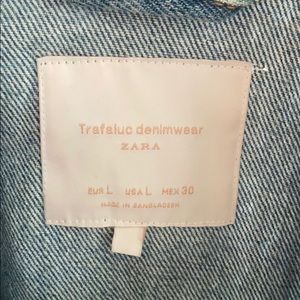 Trafaluc denimwear
ZARA
EUR L USA L MEX 30
MADE IN BANGLADESH